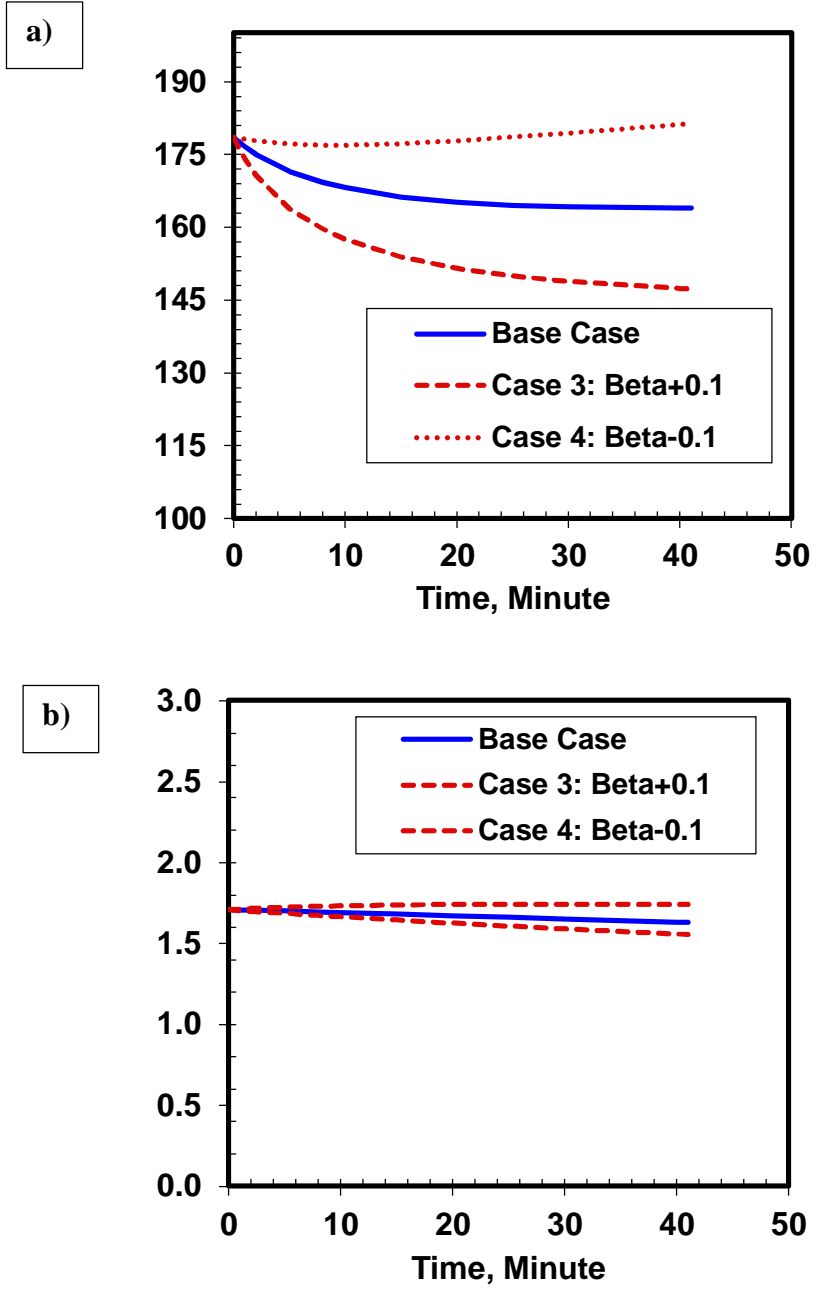 a)
190
175
160
145
130
115
100
Base Case
Case 3: Beta+0.1
Case 4: Beta-0.1
0 10 20 30 40 50
Time, Minute
b)
3.0
2.5
2.0
1.5
1.0
0.5
0.0
Base Case
Case 3: Beta+0.1
Case 4: Beta-0.1
0 10 20 30 40 50
Time, Minute